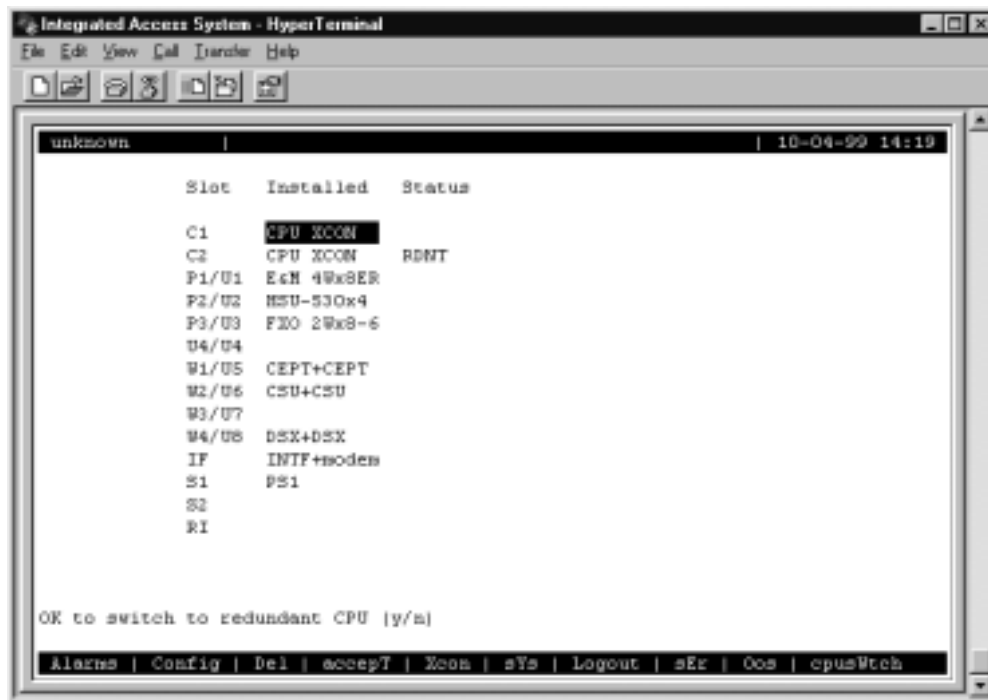 Integrated Access System - HyperTerminal
File Edit View Call Transfer Help
unknown | | 10-04-99 14:19
Slot Installed Status
C1 CPU XCON
C2 CPU XCON RDNT
P1/U1 E&M 4Wx8ER
P2/U2 HSU-530x4
P3/U3 FXO 2Wx8-6
U4/U4
W1/U5 CEPT+CEPT
W2/U6 CSU+CSU
W3/U7
W4/U8 DSX+DSX
IF INTF+modem
S1 PS1
S2
RI
OK to switch to redundant CPU (y/n)
Alarms | Config | Del | accepT | Xcon | sYs | Logout | sEr | Oos | cpusWtch